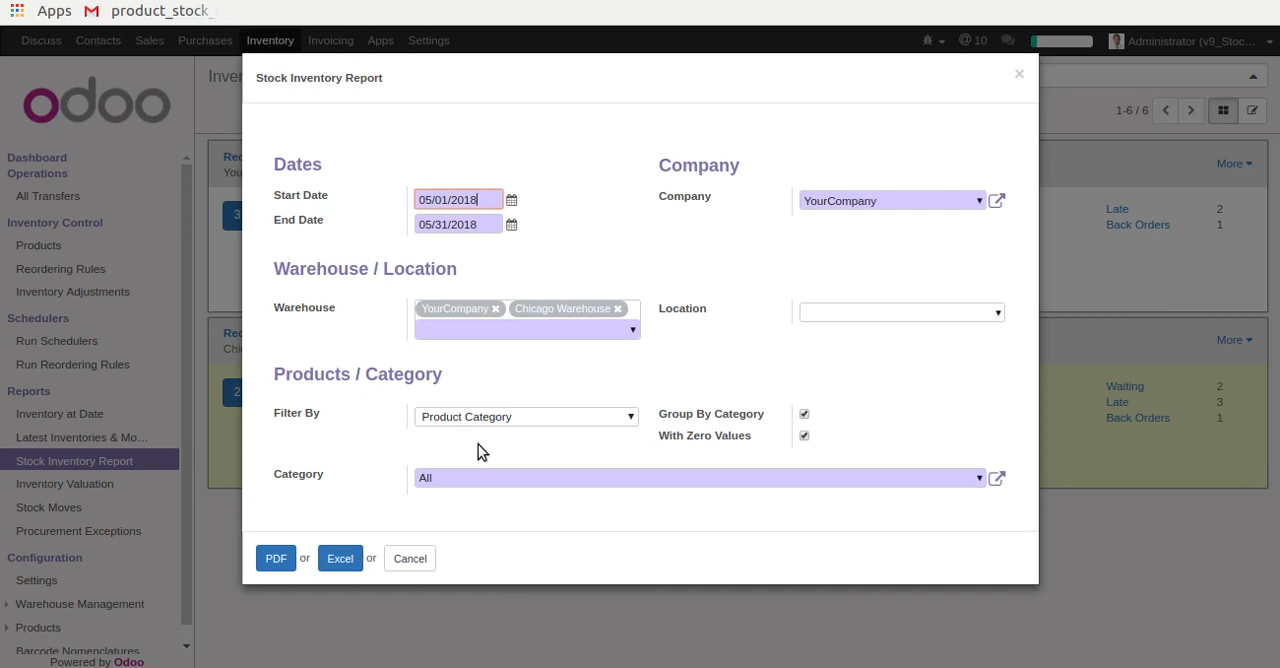 Apps product_stock_
Discuss Contacts Sales Purchases Inventory Invoicing Apps Settings @ 10 Administrator (v9_Stoc...
odoo
Dashboard
Operations
All Transfers
Inventory Control
Products
Reordering Rules
Inventory Adjustments
Schedulers
Run Schedulers
Run Reordering Rules
Reports
Inventory at Date
Latest Inventories & Mo...
Stock Inventory Report
Inventory Valuation
Stock Moves
Procurement Exceptions
Configuration
Settings
Warehouse Management
Products
Barcode Nomenclatures
Powered by Odoo
1-6 / 6
More
3
Late 2
Back Orders 1
More
2
Waiting 2
Late 3
Back Orders 1
Stock Inventory Report ×
Dates
Start Date 05/01/2018
End Date 05/31/2018
Company
Company YourCompany
Warehouse / Location
Warehouse YourCompany × Chicago Warehouse ×
Location
Products / Category
Filter By Product Category
Group By Category
With Zero Values
Category All
PDF or Excel or Cancel